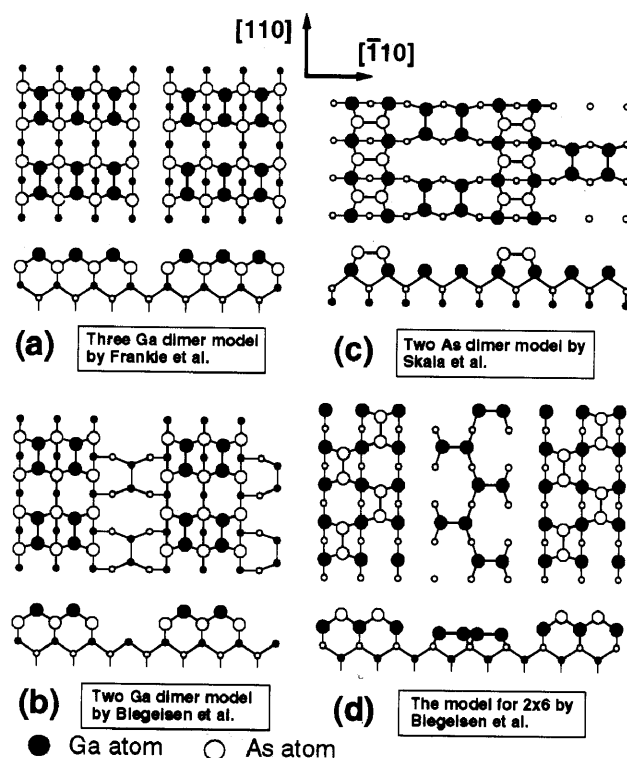 [110]
[1̄10]
(a)
Three Ga dimer model
by Frankie et al.
(c)
Two As dimer model by
Skala et al.
(b)
Two Ga dimer model
by Biegelsen et al.
(d)
The model for 2x6 by
Biegelsen et al.
Ga atom
As atom